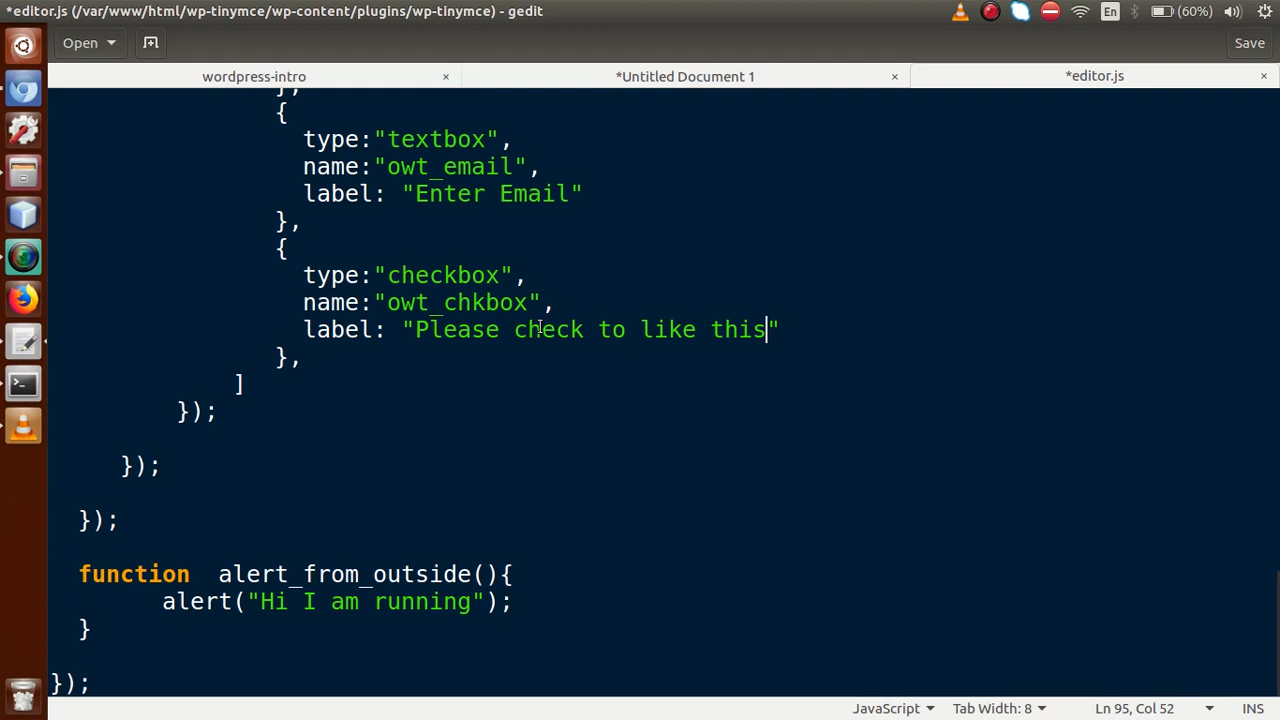 *editor.js (/var/www/html/wp-tinymce/wp-content/plugins/wp-tinymce) - gedit
En
(60%)
Open
Save
wordpress-intro ×
*Untitled Document 1 ×
*editor.js ×
},
{
type:"textbox",
name:"owt_email",
label: "Enter Email"
},
{
type:"checkbox",
name:"owt_chkbox",
label: "Please check to like this"
},
]
});
});
});
function alert_from_outside(){
alert("Hi I am running");
}
});
JavaScript
Tab Width: 8
Ln 95, Col 52
INS